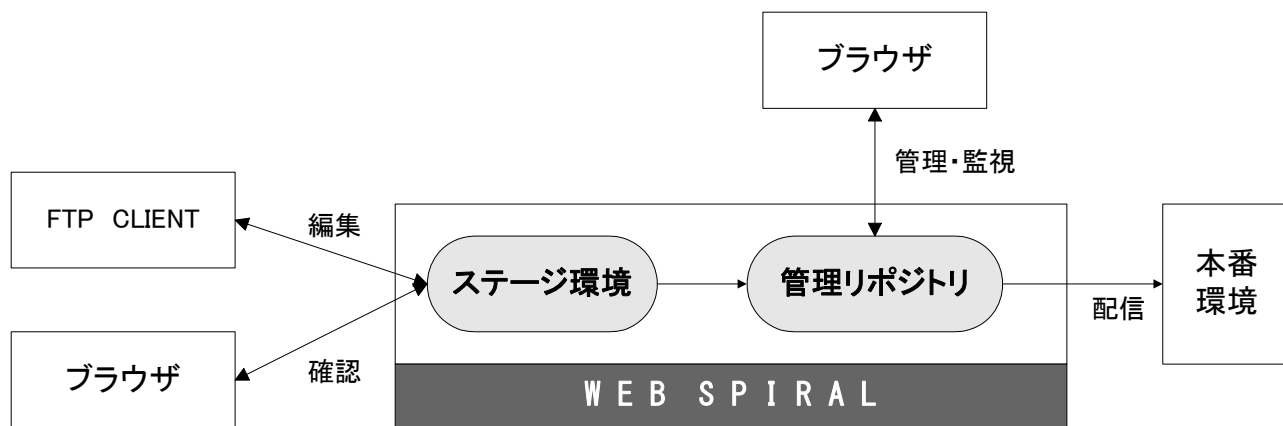 ブラウザ
管理・監視
FTP CLIENT
編集
ステージ環境
管理リポジトリ
本番
環境
配信
ブラウザ
確認
WEB SPIRAL